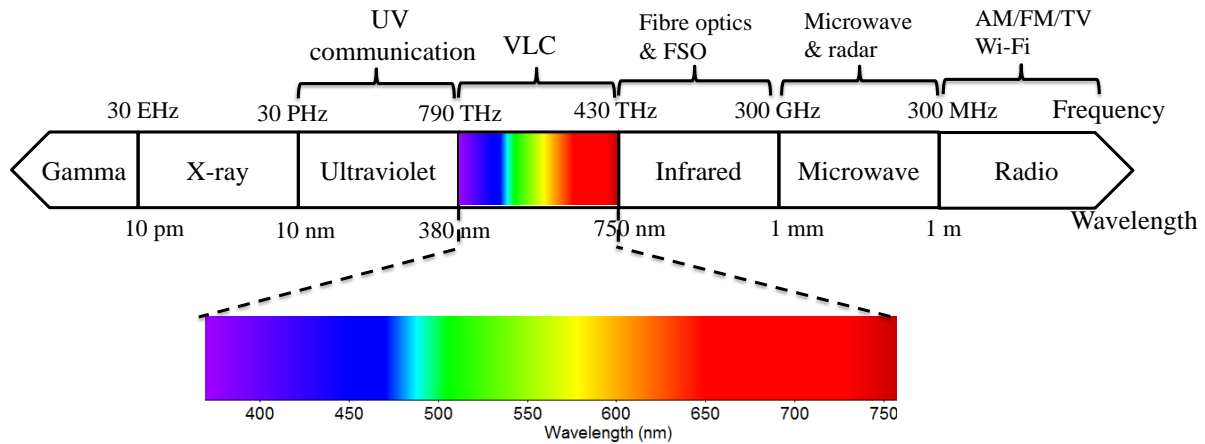 UV
communication
VLC
Fibre optics
& FSO
Microwave
& radar
AM/FM/TV
Wi-Fi
30 EHz 30 PHz 790 THz 430 THz 300 GHz 300 MHz Frequency
Gamma X-ray Ultraviolet Infrared Microwave Radio
10 pm 10 nm 380 nm 750 nm 1 mm 1 m Wavelength
400 450 500 550 600 650 700 750
Wavelength (nm)